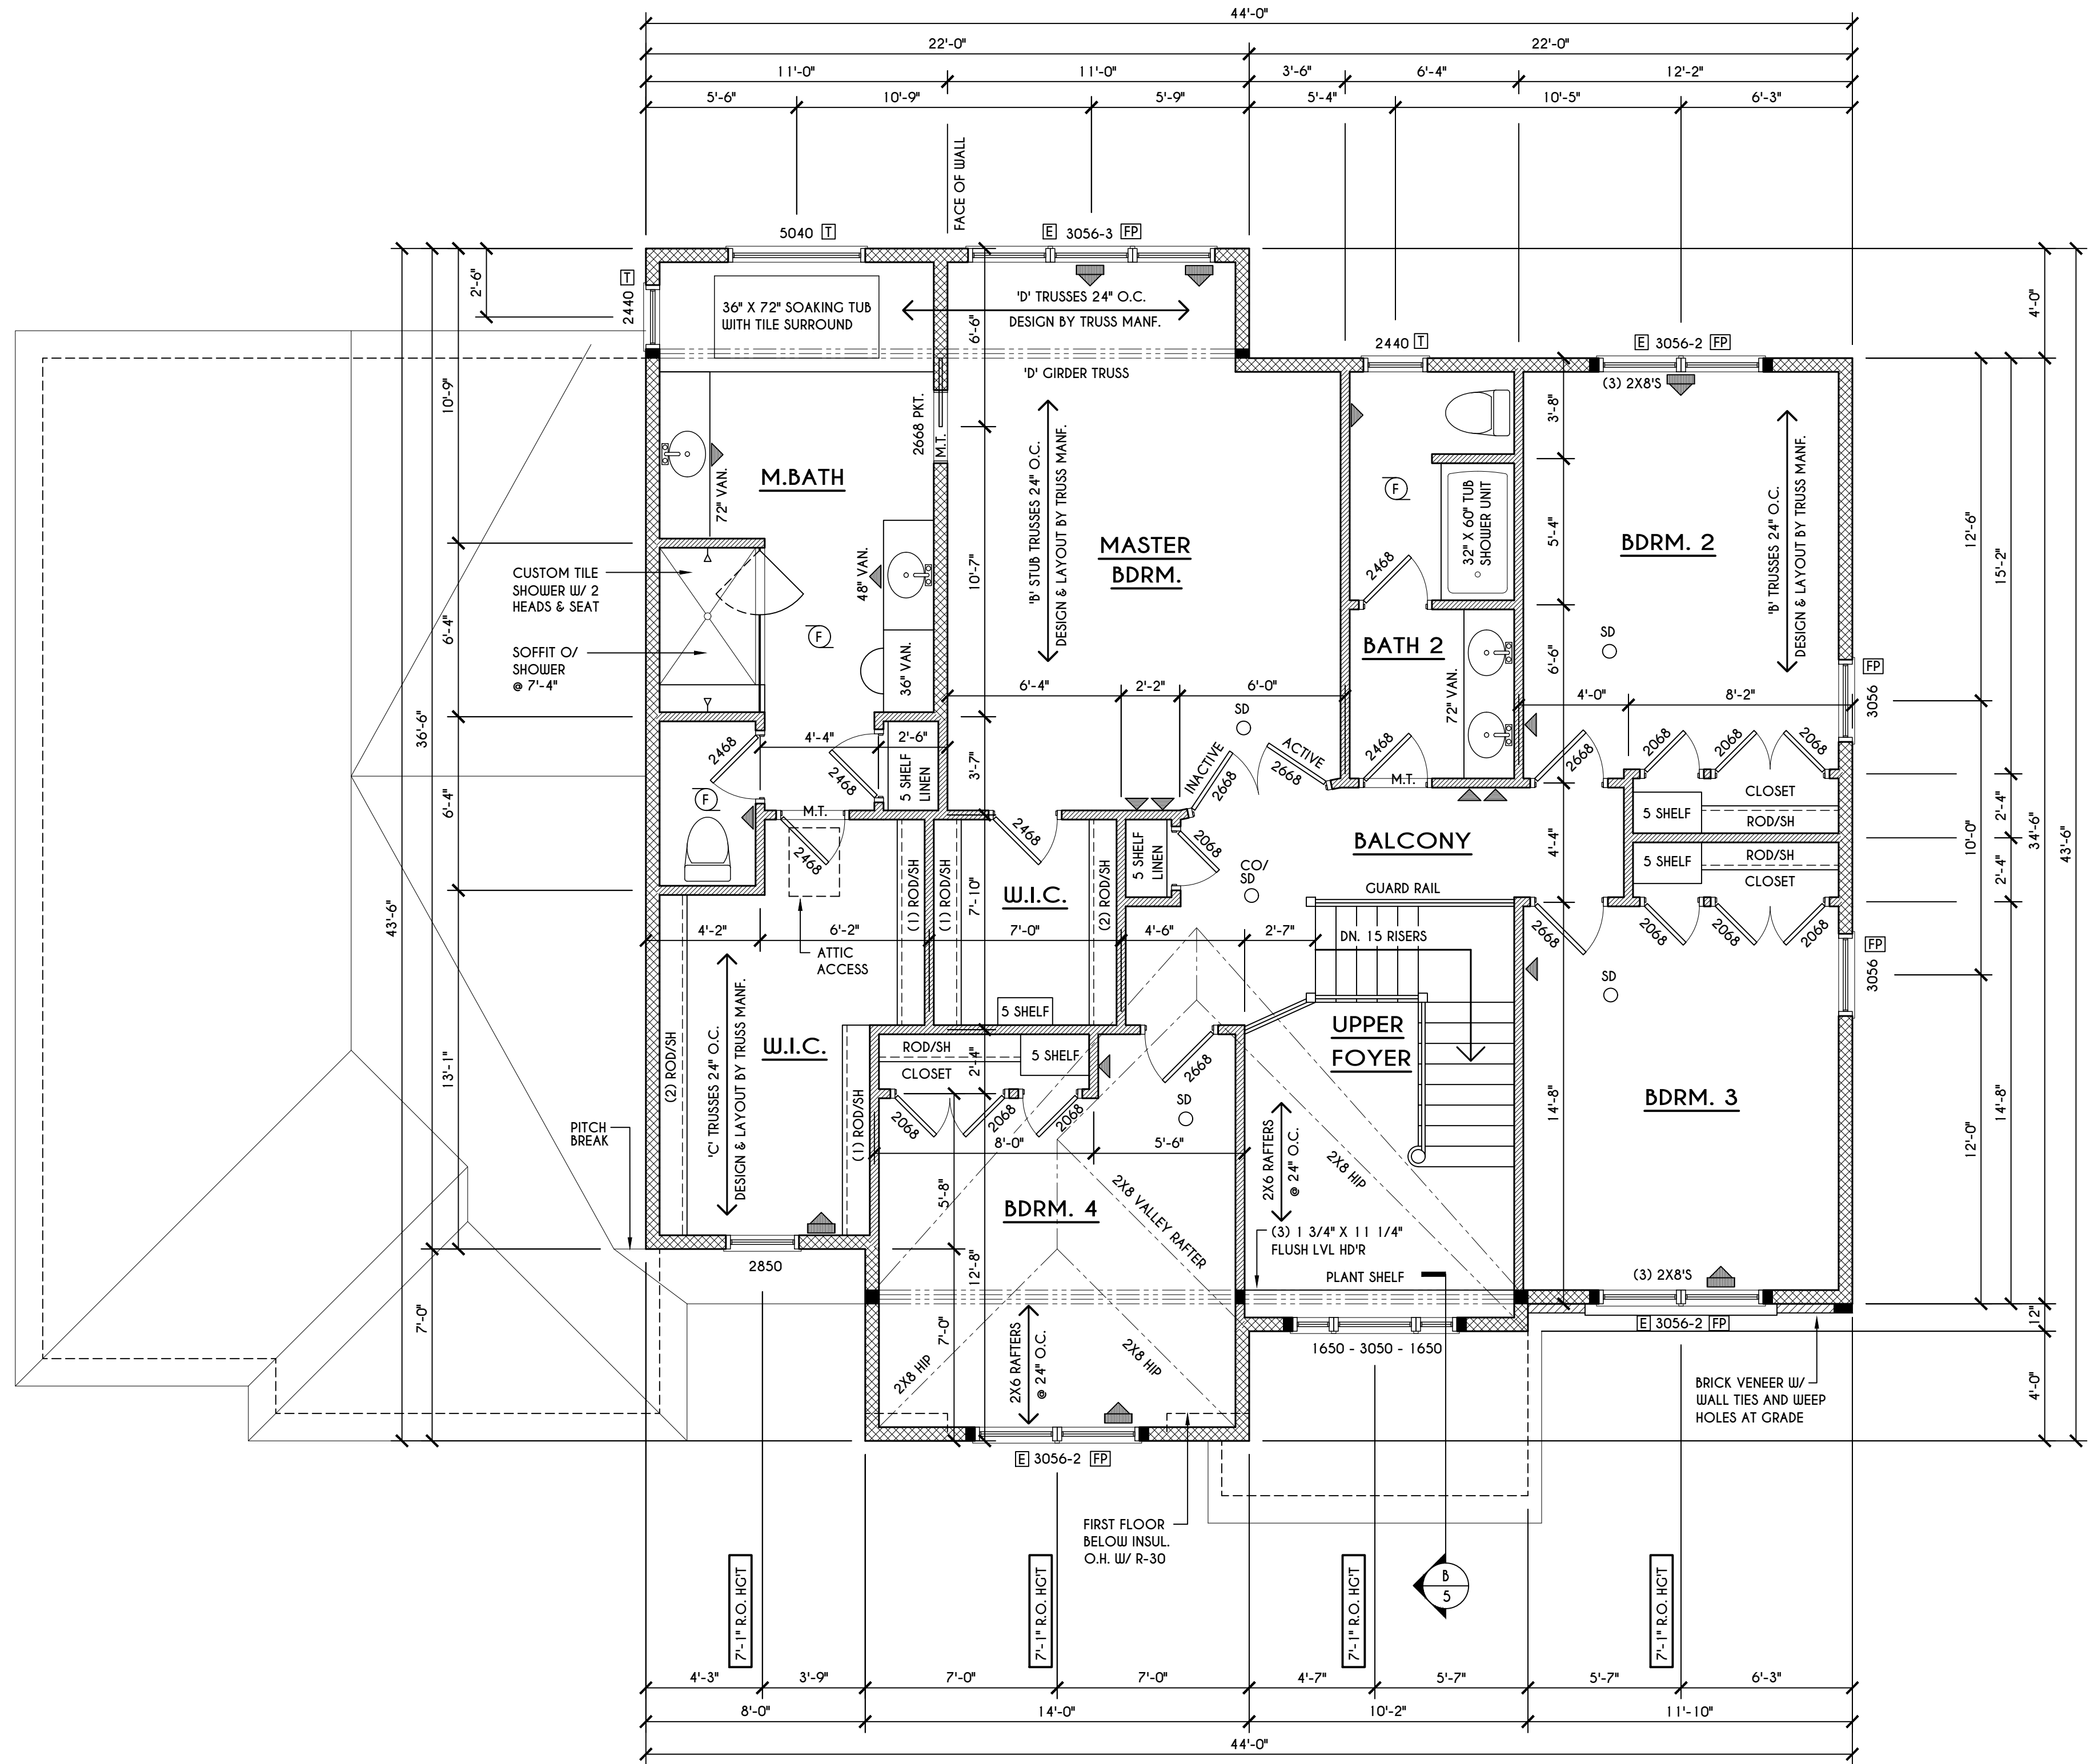 44'-0"
22'-0" 22'-0"
11'-0" 11'-0" 3'-6" 6'-4" 12'-2"
5'-6" 10'-9" 5'-9" 5'-4" 10'-5" 6'-3"
FACE OF WALL
5040 T
E 3056-3 FP
2440 T
2'-6"
36" X 72" SOAKING TUB
WITH TILE SURROUND
'D' TRUSSES 24" O.C.
DESIGN BY TRUSS MANF.
6'-6"
4'-0"
2440 T
E 3056-2 FP
(3) 2X8'S
'D' GIRDER TRUSS
10'-9"
2668 PKT.
M.T.
M.BATH
72" VAN.
'B' STUB TRUSSES 24" O.C.
DESIGN & LAYOUT BY TRUSS MANF.
3'-8"
F
32" X 60" TUB
SHOWER UNIT
5'-4"
BDRM. 2
'B' TRUSSES 24" O.C.
DESIGN & LAYOUT BY TRUSS MANF.
12'-6"
15'-2"
MASTER
BDRM.
CUSTOM TILE
SHOWER W/ 2
HEADS & SEAT
SOFFIT O/
SHOWER
@ 7'-4"
48" VAN.
10'-7"
2468
6'-4"
F
36" VAN.
BATH 2
6'-6"
SD
6'-4" 2'-2" 6'-0"
72" VAN.
4'-0" 8'-2"
FP
3056
36'-6"
43'-6"
4'-4" 2'-6"
2468
2468
5 SHELF
LINEN
3'-7"
SD
INACTIVE
2668
ACTIVE
2668
2468
M.T.
2668
2068
2068
2068
CLOSET
5 SHELF
ROD/SH
2'-4"
34'-6"
43'-6"
6'-4"
F
M.T.
2468
2468
5 SHELF
LINEN
2068
BALCONY
4'-4"
10'-0"
5 SHELF
ROD/SH
CLOSET
2'-4"
CO/
SD
GUARD RAIL
(1) ROD/SH
(1) ROD/SH
7'-10"
W.I.C.
(2) ROD/SH
4'-2" 6'-2" 7'-0" 4'-6" 2'-7"
DN. 15 RISERS
2668
2068
2068
2068
FP
3056
SD
ATTIC
ACCESS
5 SHELF
UPPER
FOYER
(2) ROD/SH
'C' TRUSSES 24" O.C.
DESIGN & LAYOUT BY TRUSS MANF.
W.I.C.
13'-1"
ROD/SH
5 SHELF
CLOSET
2'-4"
2668
SD
2068
2068
2068
(1) ROD/SH
8'-0" 5'-6"
14'-8"
BDRM. 3
12'-0"
14'-8"
PITCH
BREAK
2X6 RAFTERS
@ 24" O.C.
2X8 HIP
5'-8"
BDRM. 4
2X8 VALLEY RAFTER
(3) 1 3/4" X 11 1/4"
FLUSH LVL HD'R
2850
12'-8"
PLANT SHELF
(3) 2X8'S
7'-0"
7'-0"
2X8 HIP
2X6 RAFTERS
@ 24" O.C.
2X8 HIP
1650 - 3050 - 1650
E 3056-2 FP
12"
4'-0"
BRICK VENEER W/
WALL TIES AND WEEP
HOLES AT GRADE
E 3056-2 FP
FIRST FLOOR
BELOW INSUL.
O.H. W/ R-30
7'-1" R.O. HG'T
7'-1" R.O. HG'T
7'-1" R.O. HG'T
B
5
7'-1" R.O. HG'T
4'-3" 3'-9" 7'-0" 7'-0" 4'-7" 5'-7" 5'-7" 6'-3"
8'-0" 14'-0" 10'-2" 11'-10"
44'-0"